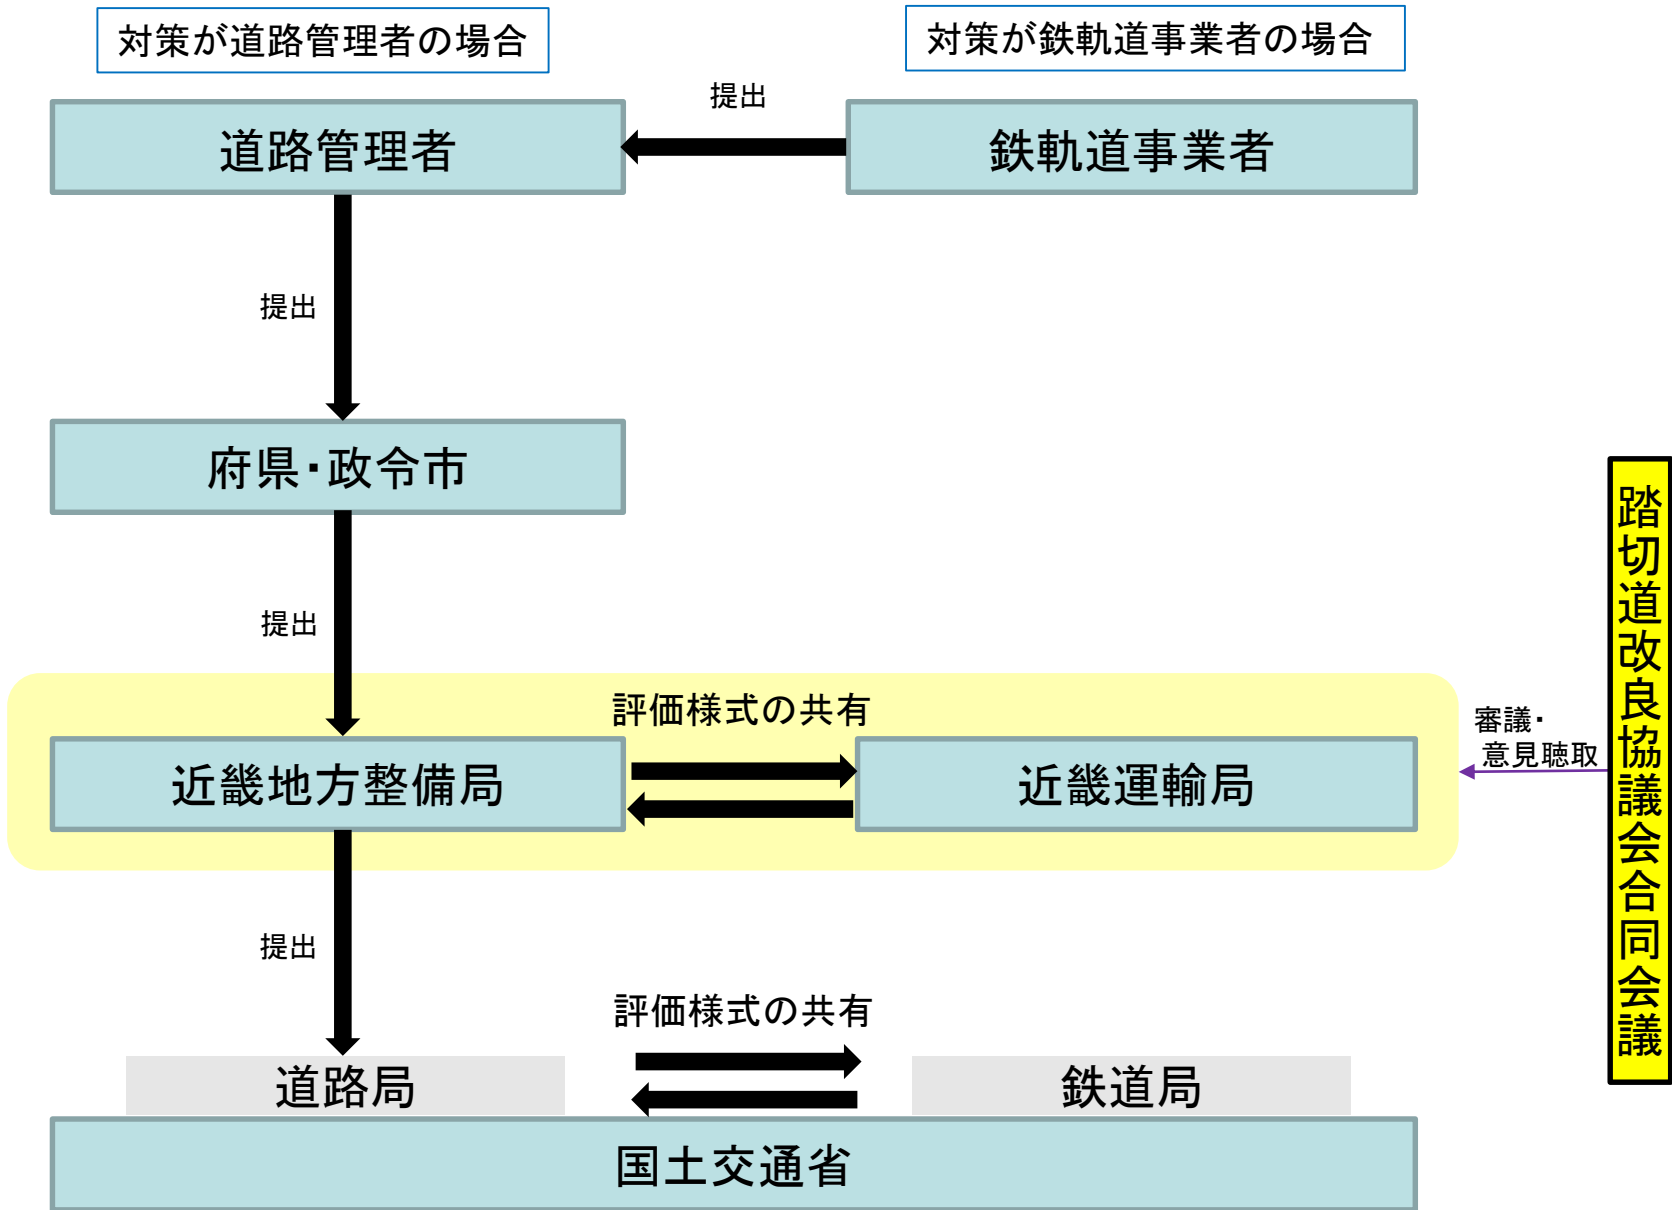 対策が道路管理者の場合
対策が鉄軌道事業者の場合
提出
道路管理者
鉄軌道事業者
提出
府県・政令市
提出
評価様式の共有
近畿地方整備局
近畿運輸局
審議・
意見聴取
踏切道改良協議会合同会議
提出
評価様式の共有
道路局
鉄道局
国土交通省